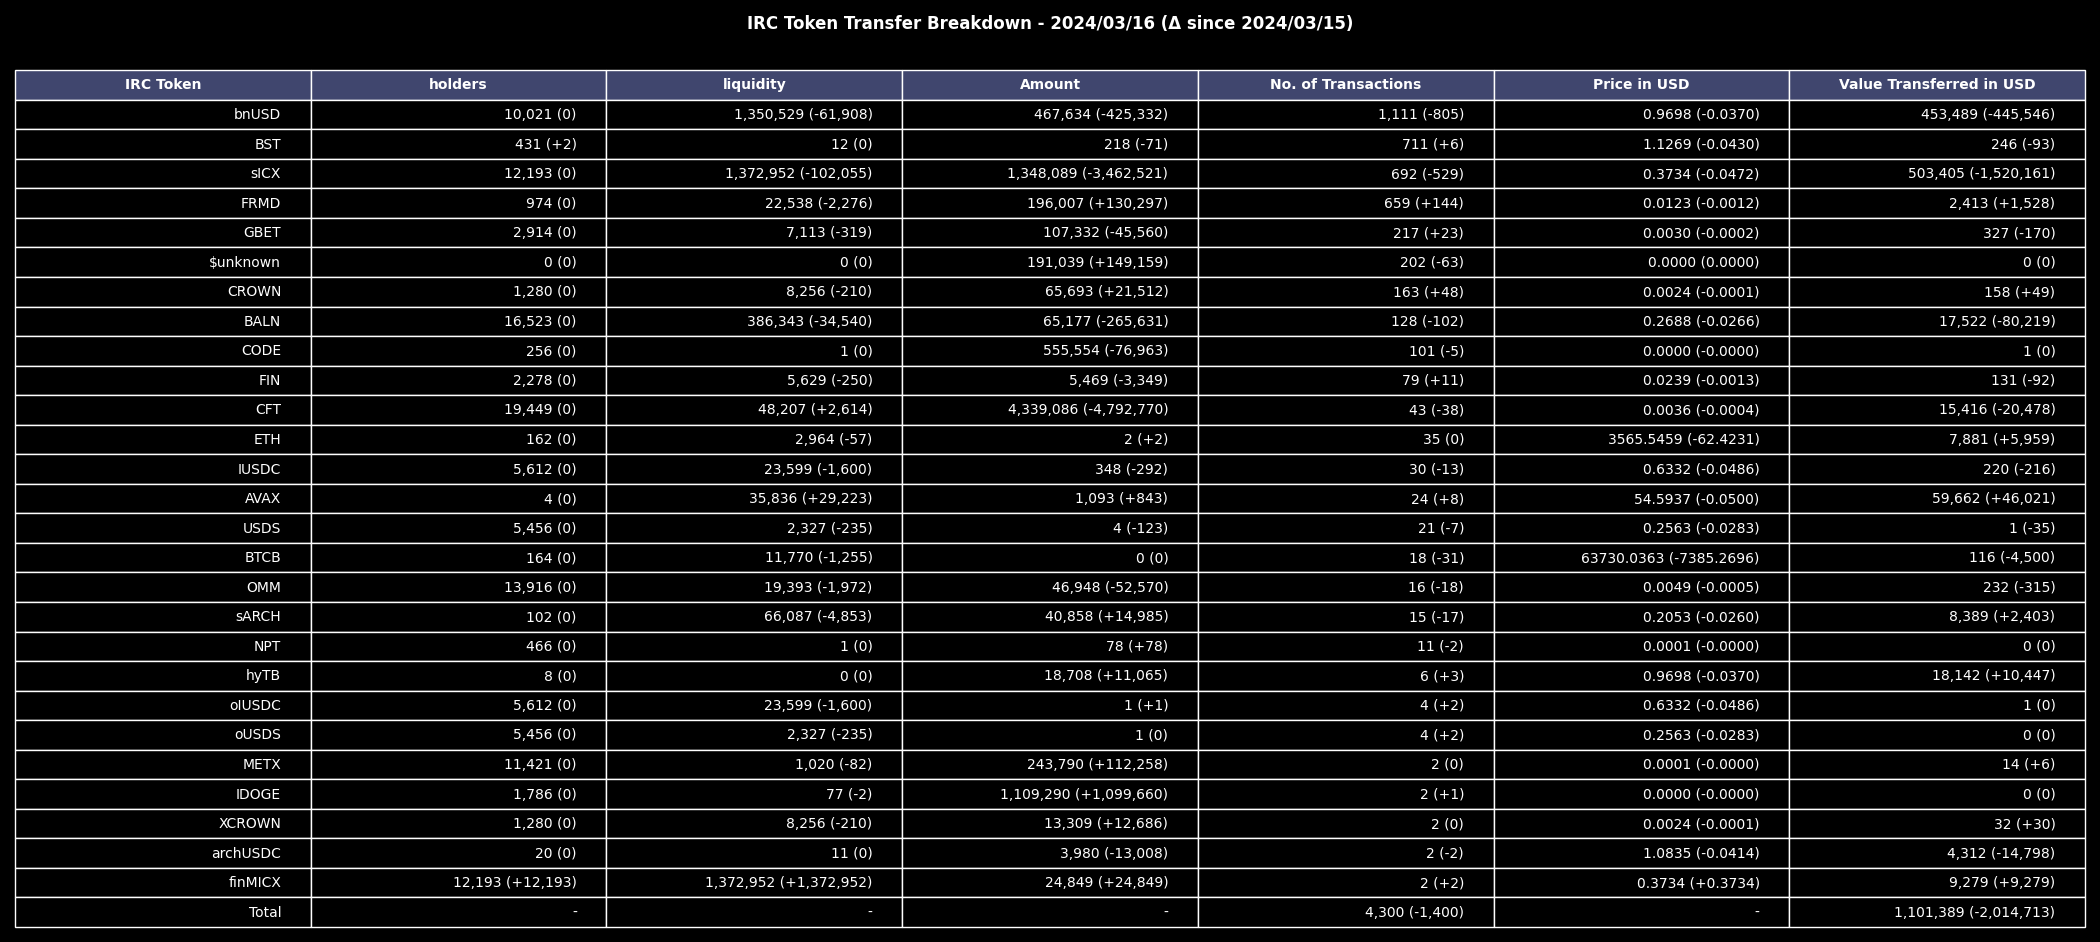 IRC Token Transfer Breakdown - 2024/03/16 (Δ since 2024/03/15)
IRC Token holders liquidity Amount No. of Transactions Price in USD Value Transferred in USD
bnUSD 10,021 (0) 1,350,529 (-61,908) 467,634 (-425,332) 1,111 (-805) 0.9698 (-0.0370) 453,489 (-445,546)
BST 431 (+2) 12 (0) 218 (-71) 711 (+6) 1.1269 (-0.0430) 246 (-93)
sICX 12,193 (0) 1,372,952 (-102,055) 1,348,089 (-3,462,521) 692 (-529) 0.3734 (-0.0472) 503,405 (-1,520,161)
FRMD 974 (0) 22,538 (-2,276) 196,007 (+130,297) 659 (+144) 0.0123 (-0.0012) 2,413 (+1,528)
GBET 2,914 (0) 7,113 (-319) 107,332 (-45,560) 217 (+23) 0.0030 (-0.0002) 327 (-170)
$unknown 0 (0) 0 (0) 191,039 (+149,159) 202 (-63) 0.0000 (0.0000) 0 (0)
CROWN 1,280 (0) 8,256 (-210) 65,693 (+21,512) 163 (+48) 0.0024 (-0.0001) 158 (+49)
BALN 16,523 (0) 386,343 (-34,540) 65,177 (-265,631) 128 (-102) 0.2688 (-0.0266) 17,522 (-80,219)
CODE 256 (0) 1 (0) 555,554 (-76,963) 101 (-5) 0.0000 (-0.0000) 1 (0)
FIN 2,278 (0) 5,629 (-250) 5,469 (-3,349) 79 (+11) 0.0239 (-0.0013) 131 (-92)
CFT 19,449 (0) 48,207 (+2,614) 4,339,086 (-4,792,770) 43 (-38) 0.0036 (-0.0004) 15,416 (-20,478)
ETH 162 (0) 2,964 (-57) 2 (+2) 35 (0) 3565.5459 (-62.4231) 7,881 (+5,959)
IUSDC 5,612 (0) 23,599 (-1,600) 348 (-292) 30 (-13) 0.6332 (-0.0486) 220 (-216)
AVAX 4 (0) 35,836 (+29,223) 1,093 (+843) 24 (+8) 54.5937 (-0.0500) 59,662 (+46,021)
USDS 5,456 (0) 2,327 (-235) 4 (-123) 21 (-7) 0.2563 (-0.0283) 1 (-35)
BTCB 164 (0) 11,770 (-1,255) 0 (0) 18 (-31) 63730.0363 (-7385.2696) 116 (-4,500)
OMM 13,916 (0) 19,393 (-1,972) 46,948 (-52,570) 16 (-18) 0.0049 (-0.0005) 232 (-315)
sARCH 102 (0) 66,087 (-4,853) 40,858 (+14,985) 15 (-17) 0.2053 (-0.0260) 8,389 (+2,403)
NPT 466 (0) 1 (0) 78 (+78) 11 (-2) 0.0001 (-0.0000) 0 (0)
hyTB 8 (0) 0 (0) 18,708 (+11,065) 6 (+3) 0.9698 (-0.0370) 18,142 (+10,447)
oIUSDC 5,612 (0) 23,599 (-1,600) 1 (+1) 4 (+2) 0.6332 (-0.0486) 1 (0)
oUSDS 5,456 (0) 2,327 (-235) 1 (0) 4 (+2) 0.2563 (-0.0283) 0 (0)
METX 11,421 (0) 1,020 (-82) 243,790 (+112,258) 2 (0) 0.0001 (-0.0000) 14 (+6)
IDOGE 1,786 (0) 77 (-2) 1,109,290 (+1,099,660) 2 (+1) 0.0000 (-0.0000) 0 (0)
XCROWN 1,280 (0) 8,256 (-210) 13,309 (+12,686) 2 (0) 0.0024 (-0.0001) 32 (+30)
archUSDC 20 (0) 11 (0) 3,980 (-13,008) 2 (-2) 1.0835 (-0.0414) 4,312 (-14,798)
finMICX 12,193 (+12,193) 1,372,952 (+1,372,952) 24,849 (+24,849) 2 (+2) 0.3734 (+0.3734) 9,279 (+9,279)
Total - - - 4,300 (-1,400) - 1,101,389 (-2,014,713)